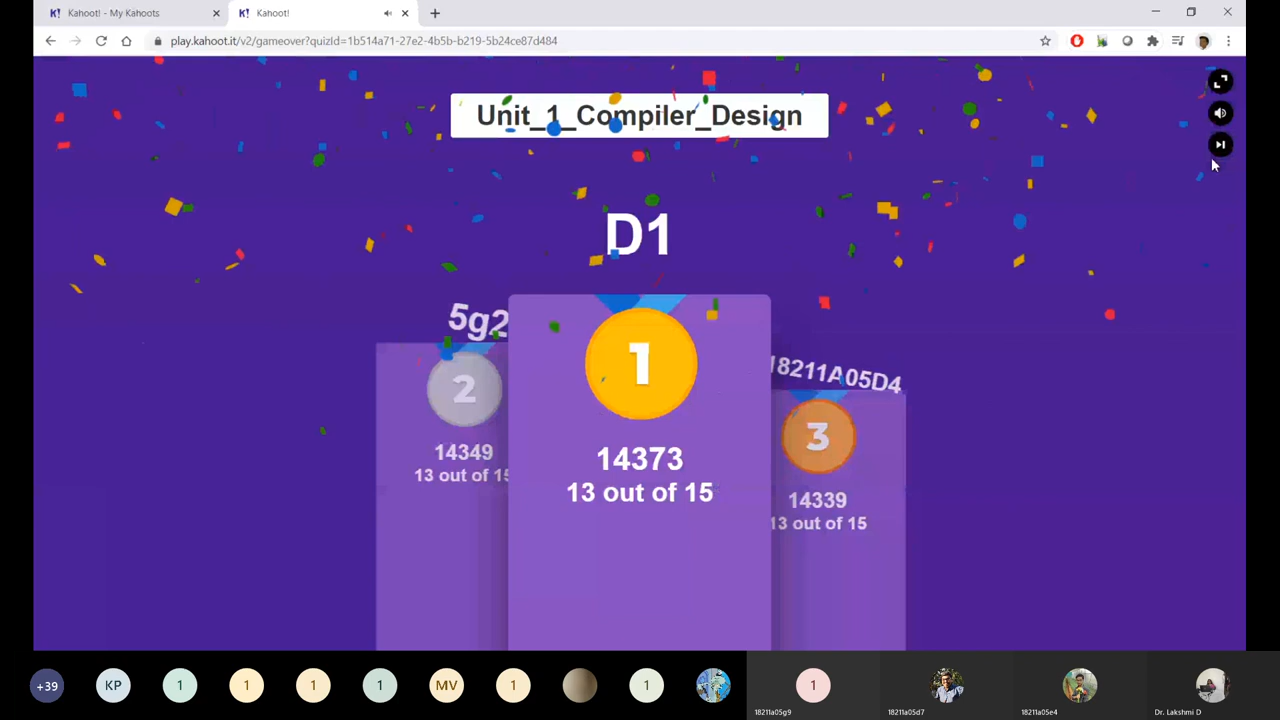 Kahoot! - My Kahoots
Kahoot!
play.kahoot.it/v2/gameover?quizId=1b514a71-27e2-4b5b-b219-5b24ce87d484
Unit_1_Compiler_Design
D1
5g2
18211A05D4
1
2
3
14373
13 out of 15
14349
13 out of 15
14339
13 out of 15
+39
KP
1
1
1
1
MV
1
1
1
18211a05g9
18211a05d7
18211a05e4
Dr. Lakshmi D